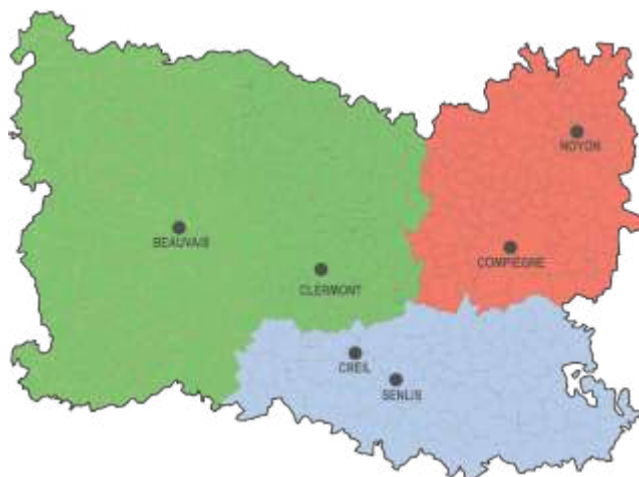 NOYON
BEAUVAIS
COMPIEGNE
CLERMONT
CREIL
SENLIS